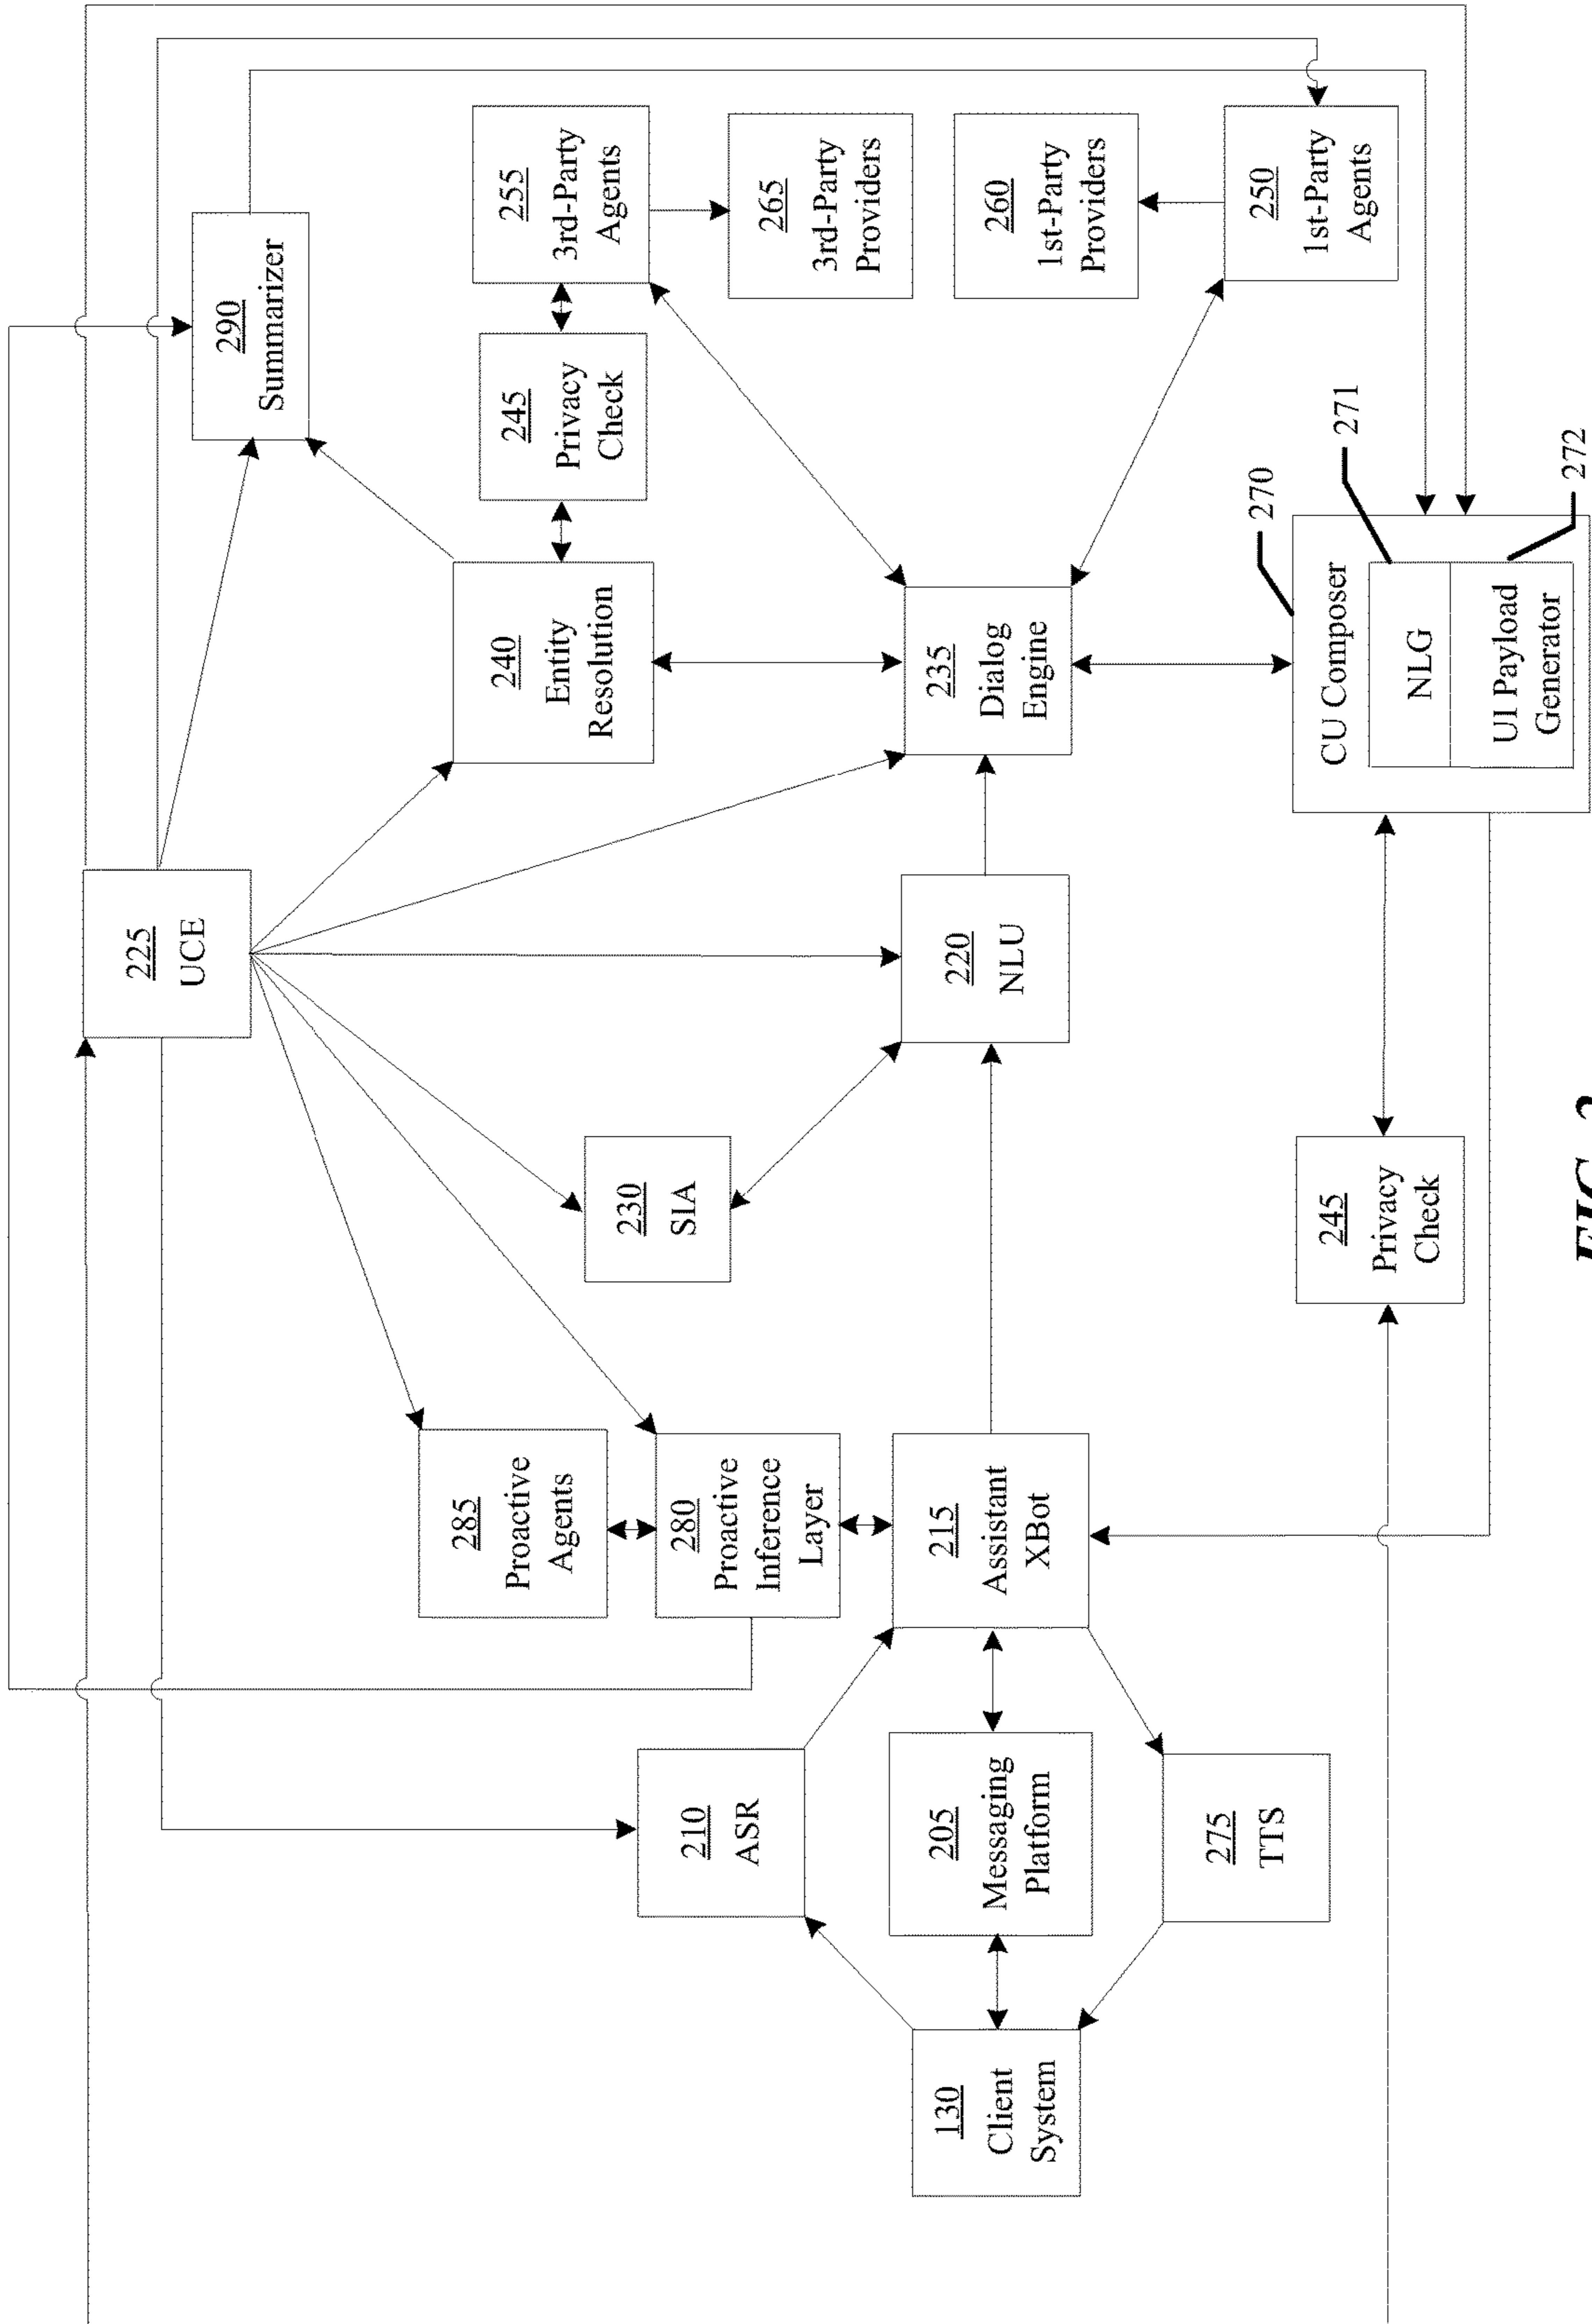 225
UCE
290
Summarizer
285
Proactive
Agents
240
Entity
Resolution
245
Privacy
Check
255
3rd-Party
Agents
230
SIA
210
ASR
280
Proactive
Inference
Layer
265
3rd-Party
Providers
130
Client
System
205
Messaging
Platform
215
Assistant
XBot
220
NLU
235
Dialog
Engine
260
1st-Party
Providers
275
TTS
250
1st-Party
Agents
245
Privacy
Check
270
CU Composer
271
NLG
UI Payload
Generator
272
FIG. 2